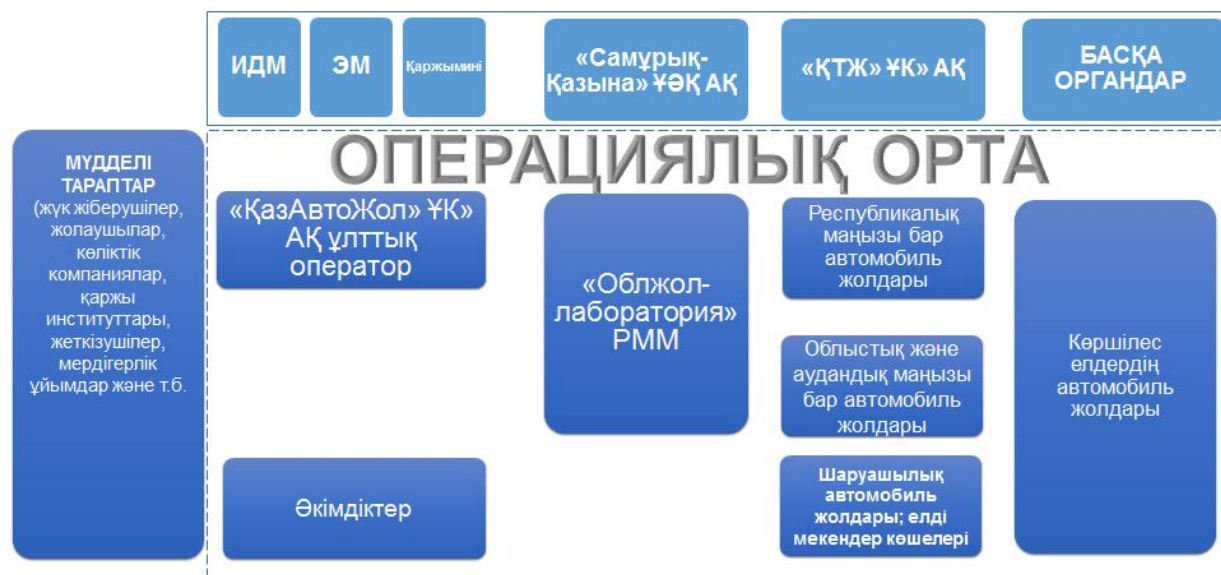 ИДМ
ЭМ
Қаржымині
«Самұрық-
Қазына» ҰӘҚ АҚ
«ҚТЖ» ҰК» АҚ
БАСҚА
ОРГАНДАР
МҮДДЕЛІ
ТАРАПТАР
(жүк жіберушілер,
жолаушылар,
көліктік
компаниялар,
қаржы
институттары,
жеткізушілер,
мердігерлік
ұйымдар және т.б.
ОПЕРАЦИЯЛЫҚ ОРТА
«ҚазАвтоЖол» ҰК»
АҚ ұлттық
оператор
Әкімдіктер
«Облжол-
лаборатория»
РММ
Республикалық
маңызы бар
автомобиль
жолдары
Облыстық және
аудандық маңызы
бар автомобиль
жолдары
Шаруашылық
автомобиль
жолдары; елді
мекендер көшелері
Көршілес
елдердің
автомобиль
жолдары